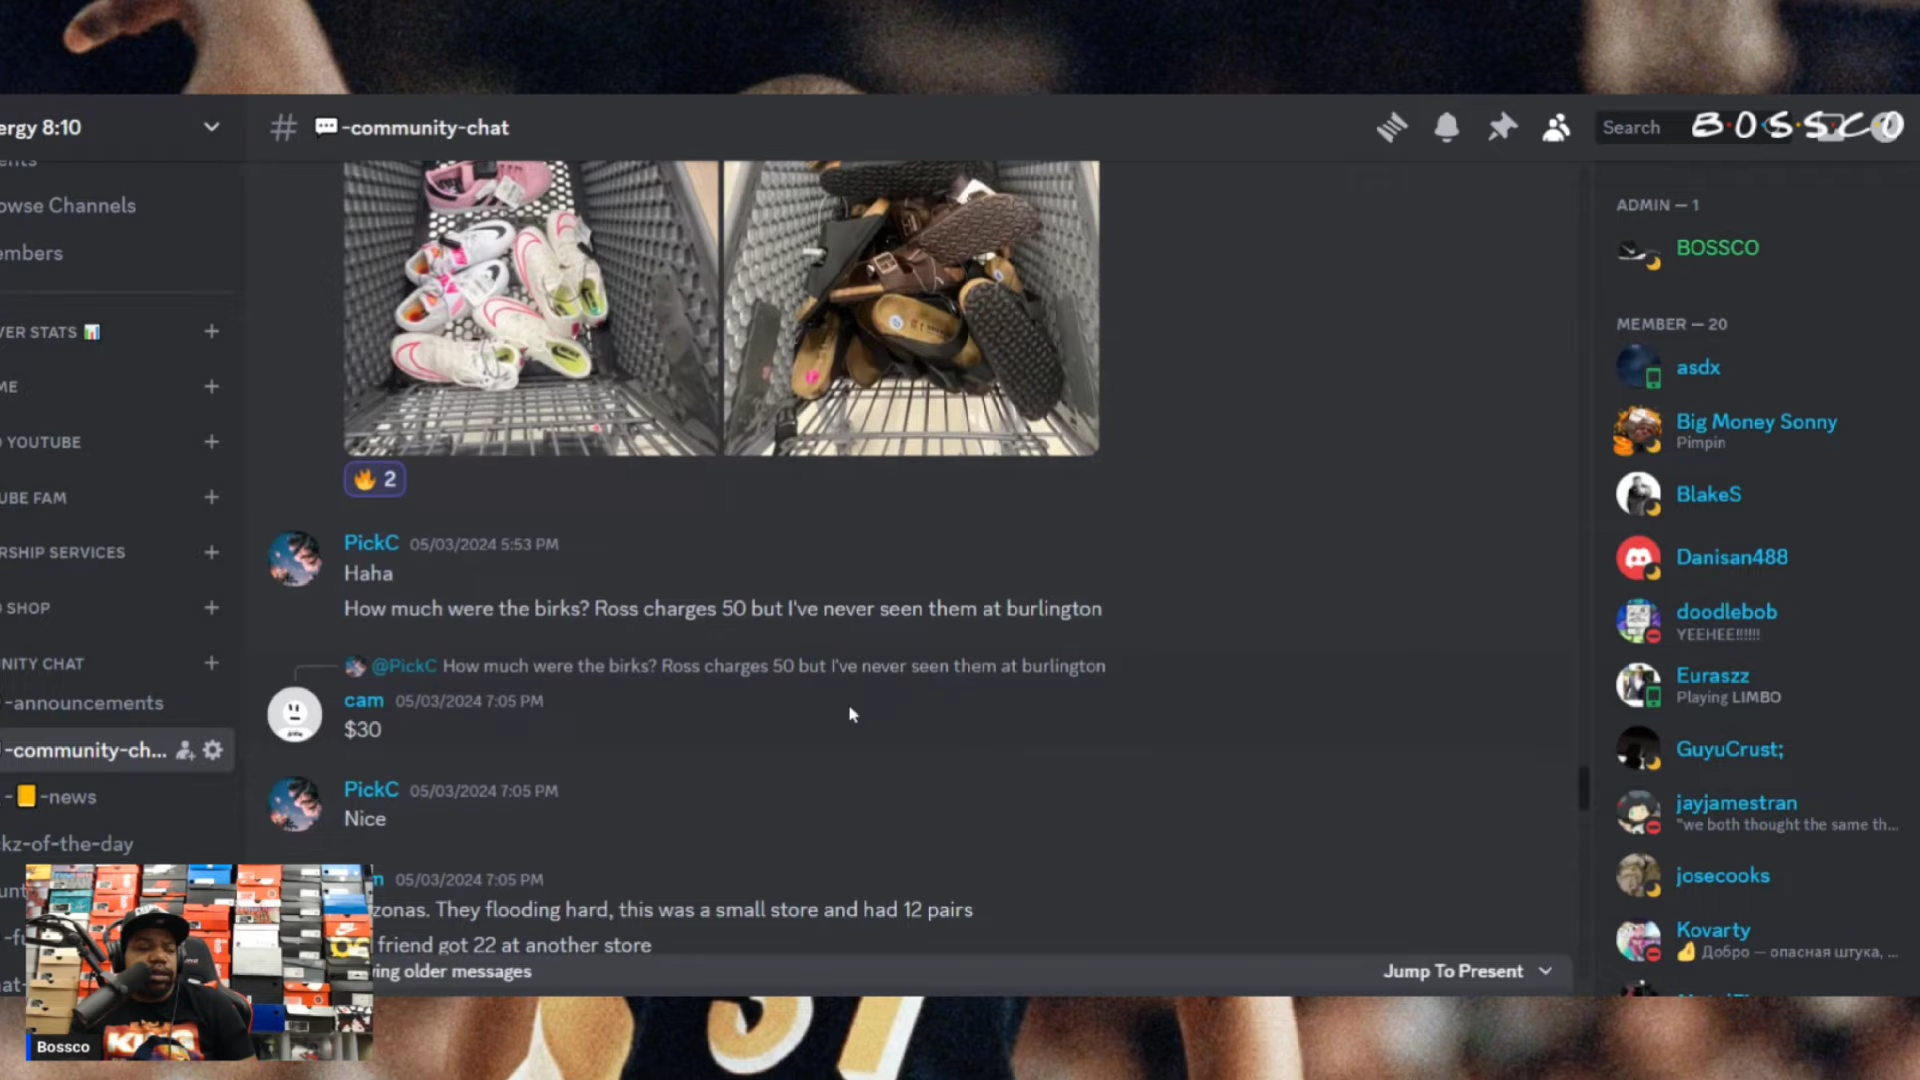 ergy 8:10
-community-chat
Search
BOSSCO
owse Channels
embers
VER STATS
ME
O YOUTUBE
UBE FAM
RSHIP SERVICES
O SHOP
NITY CHAT
-announcements
-community-ch...
-news
kz-of-the-day
2
PickC 05/03/2024 5:53 PM
Haha
How much were the birks? Ross charges 50 but I've never seen them at burlington
@PickC How much were the birks? Ross charges 50 but I've never seen them at burlington
cam 05/03/2024 7:05 PM
$30
PickC 05/03/2024 7:05 PM
Nice
05/03/2024 7:05 PM
zonas. They flooding hard, this was a small store and had 12 pairs
friend got 22 at another store
ing older messages
Jump To Present
ADMIN — 1
BOSSCO
MEMBER — 20
asdx
Big Money Sonny
Pimpin
BlakeS
Danisan488
doodlebob
YEEHEE!!!!!!
Euraszz
Playing LIMBO
GuyuCrust;
jayjamestran
"we both thought the same th...
josecooks
Kovarty
Добро — опасная штука, ...
Bossco